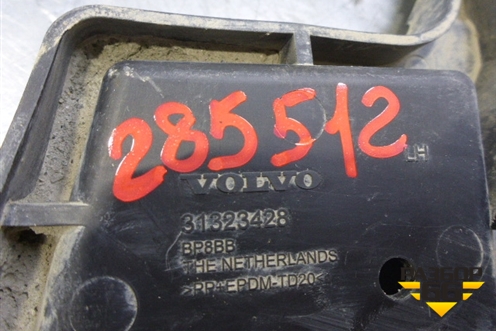 285512
LH
VOLVO
31323428
BP8BB
THE NETHERLANDS
>PP+EPDM-TD20<